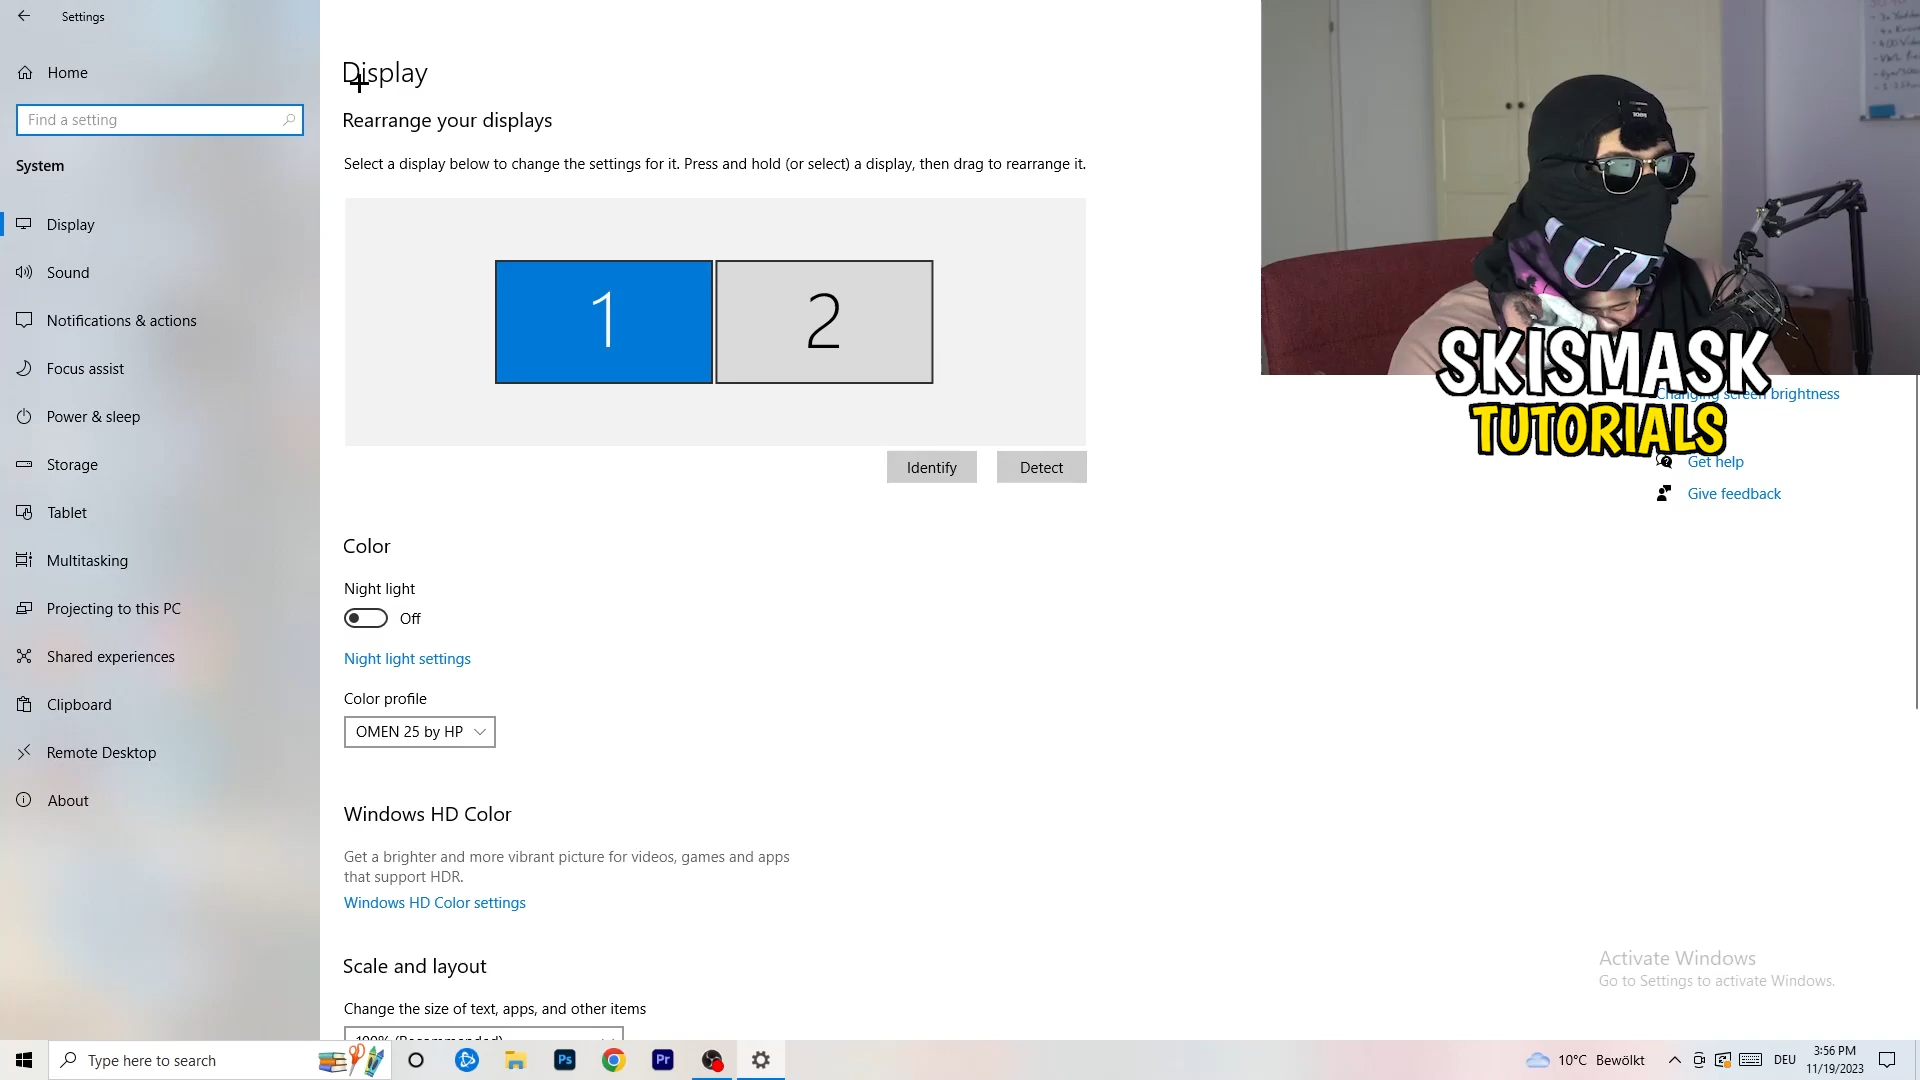 Settings
Home
Find a setting
System
Display
Sound
Notifications & actions
Focus assist
Power & sleep
Storage
Tablet
Multitasking
Projecting to this PC
Shared experiences
Clipboard
Remote Desktop
About
Display
Rearrange your displays
Select a display below to change the settings for it. Press and hold (or select) a display, then drag to rearrange it.
1
2
Identify
Detect
Color
Night light
Off
Night light settings
Color profile
OMEN 25 by HP
Windows HD Color
Get a brighter and more vibrant picture for videos, games and apps
that support HDR.
Windows HD Color settings
Scale and layout
Change the size of text, apps, and other items
100% (Recommended)
SKISMASK
TUTORIALS
Changing screen brightness
Get help
Give feedback
Activate Windows
Go to Settings to activate Windows.
Type here to search
Ps
Pr
10°C Bewölkt
DEU
3:56 PM
11/19/2023